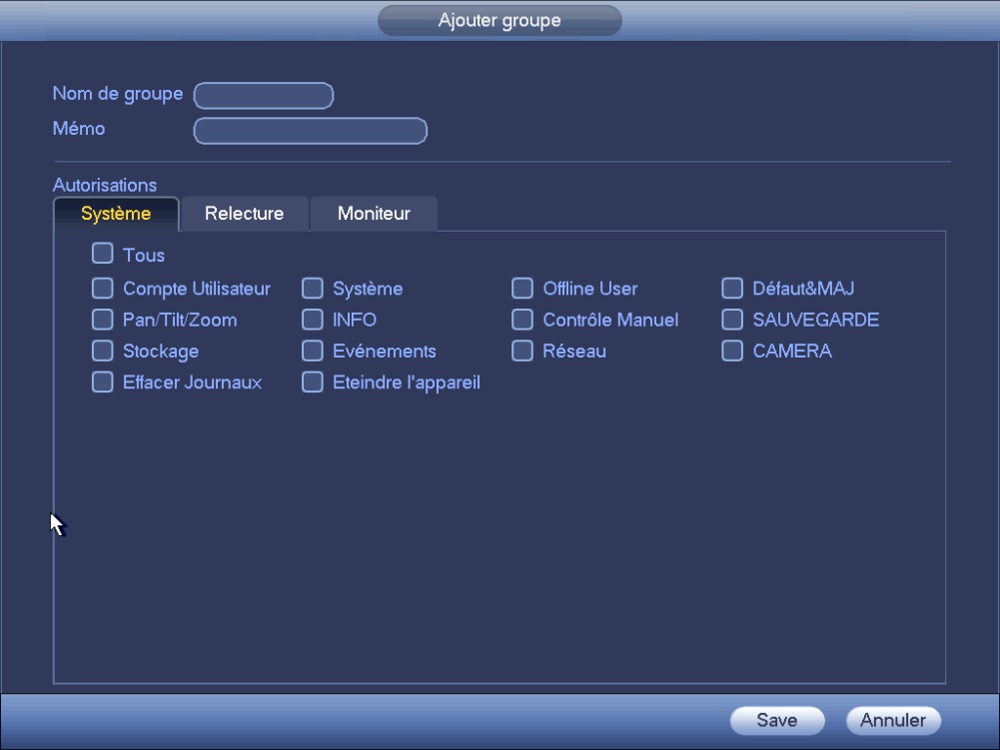 Ajouter groupe
Nom de groupe
Mémo
Autorisations
Système Relecture Moniteur
Tous
Compte Utilisateur Système Offline User Défaut&MAJ
Pan/Tilt/Zoom INFO Contrôle Manuel SAUVEGARDE
Stockage Evénements Réseau CAMERA
Effacer Journaux Eteindre l'appareil
Save Annuler